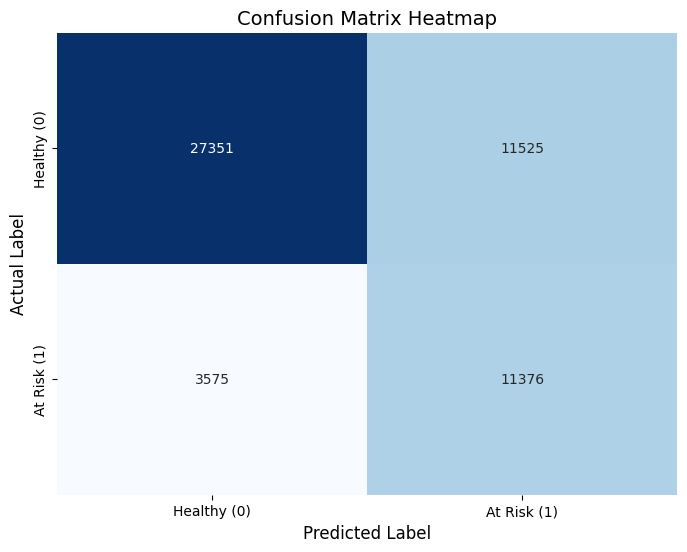 Confusion Matrix Heatmap
Actual Label
Healthy (0)
27351
11525
At Risk (1)
3575
11376
Healthy (0)
At Risk (1)
Predicted Label